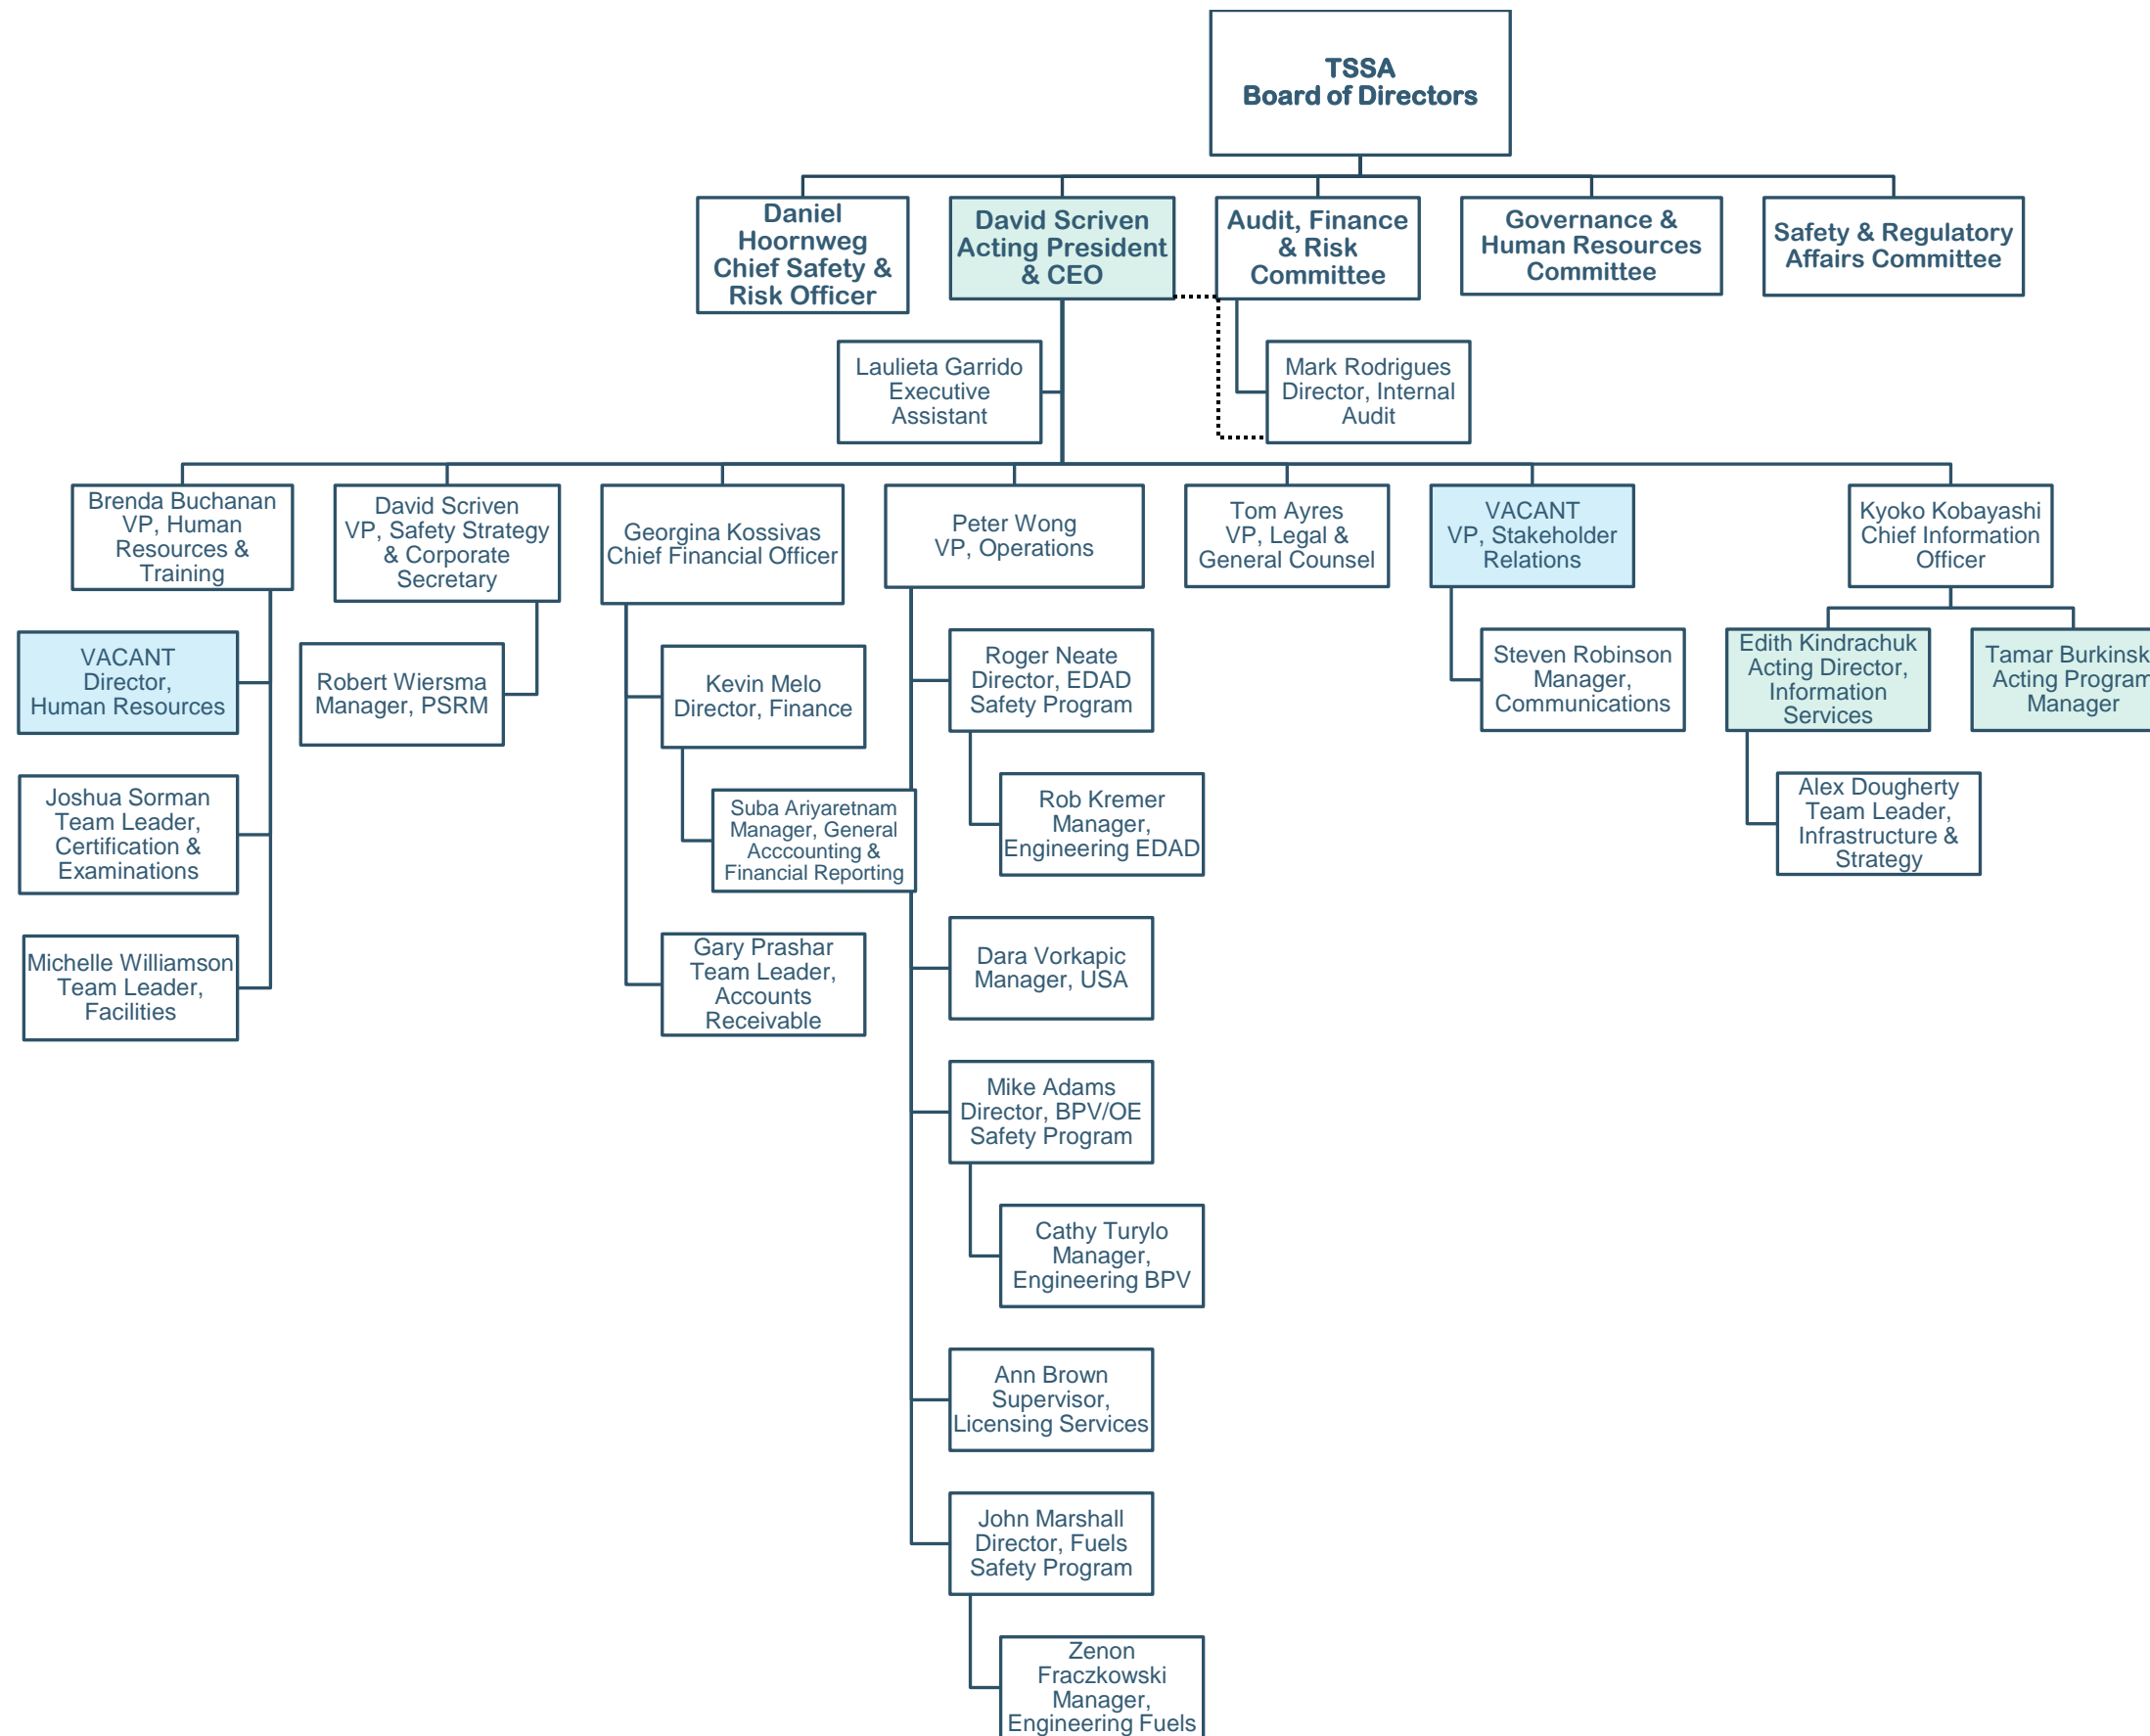 TSSA
Board of Directors
Daniel
Hoornweg
Chief Safety &
Risk Officer
David Scriven
Acting President
& CEO
Audit, Finance
& Risk
Committee
Governance &
Human Resources
Committee
Safety & Regulatory
Affairs Committee
Laulieta Garrido
Executive
Assistant
Mark Rodrigues
Director, Internal
Audit
Brenda Buchanan
VP, Human
Resources &
Training
David Scriven
VP, Safety Strategy
& Corporate
Secretary
Georgina Kossivas
Chief Financial Officer
Peter Wong
VP, Operations
Tom Ayres
VP, Legal &
General Counsel
VACANT
VP, Stakeholder
Relations
Kyoko Kobayashi
Chief Information
Officer
VACANT
Director,
Human Resources
Robert Wiersma
Manager, PSRM
Kevin Melo
Director, Finance
Roger Neate
Director, EDAD
Safety Program
Steven Robinson
Manager,
Communications
Edith Kindrachuk
Acting Director,
Information
Services
Tamar Burkinsk
Acting Program
Manager
Joshua Sorman
Team Leader,
Certification &
Examinations
Suba Ariyaretnam
Manager, General
Acccounting &
Financial Reporting
Rob Kremer
Manager,
Engineering EDAD
Alex Dougherty
Team Leader,
Infrastructure &
Strategy
Michelle Williamson
Team Leader,
Facilities
Gary Prashar
Team Leader,
Accounts
Receivable
Dara Vorkapic
Manager, USA
Mike Adams
Director, BPV/OE
Safety Program
Cathy Turylo
Manager,
Engineering BPV
Ann Brown
Supervisor,
Licensing Services
John Marshall
Director, Fuels
Safety Program
Zenon
Fraczkowski
Manager,
Engineering Fuels